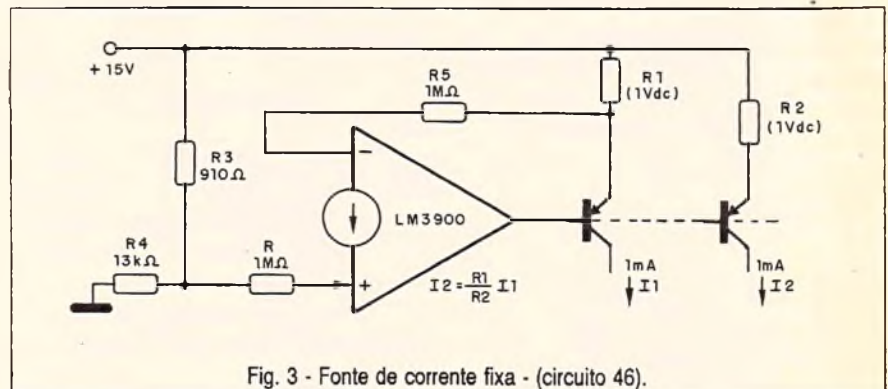 + 15V
R5
1MΩ
R1
(1Vdc)
R2
(1Vdc)
R3
910Ω
−
LM3900
R4
13kΩ
R
1MΩ
+
I2 = R1/R2 I1
1mA
I1
1mA
I2
Fig. 3 - Fonte de corrente fixa - (circuito 46).